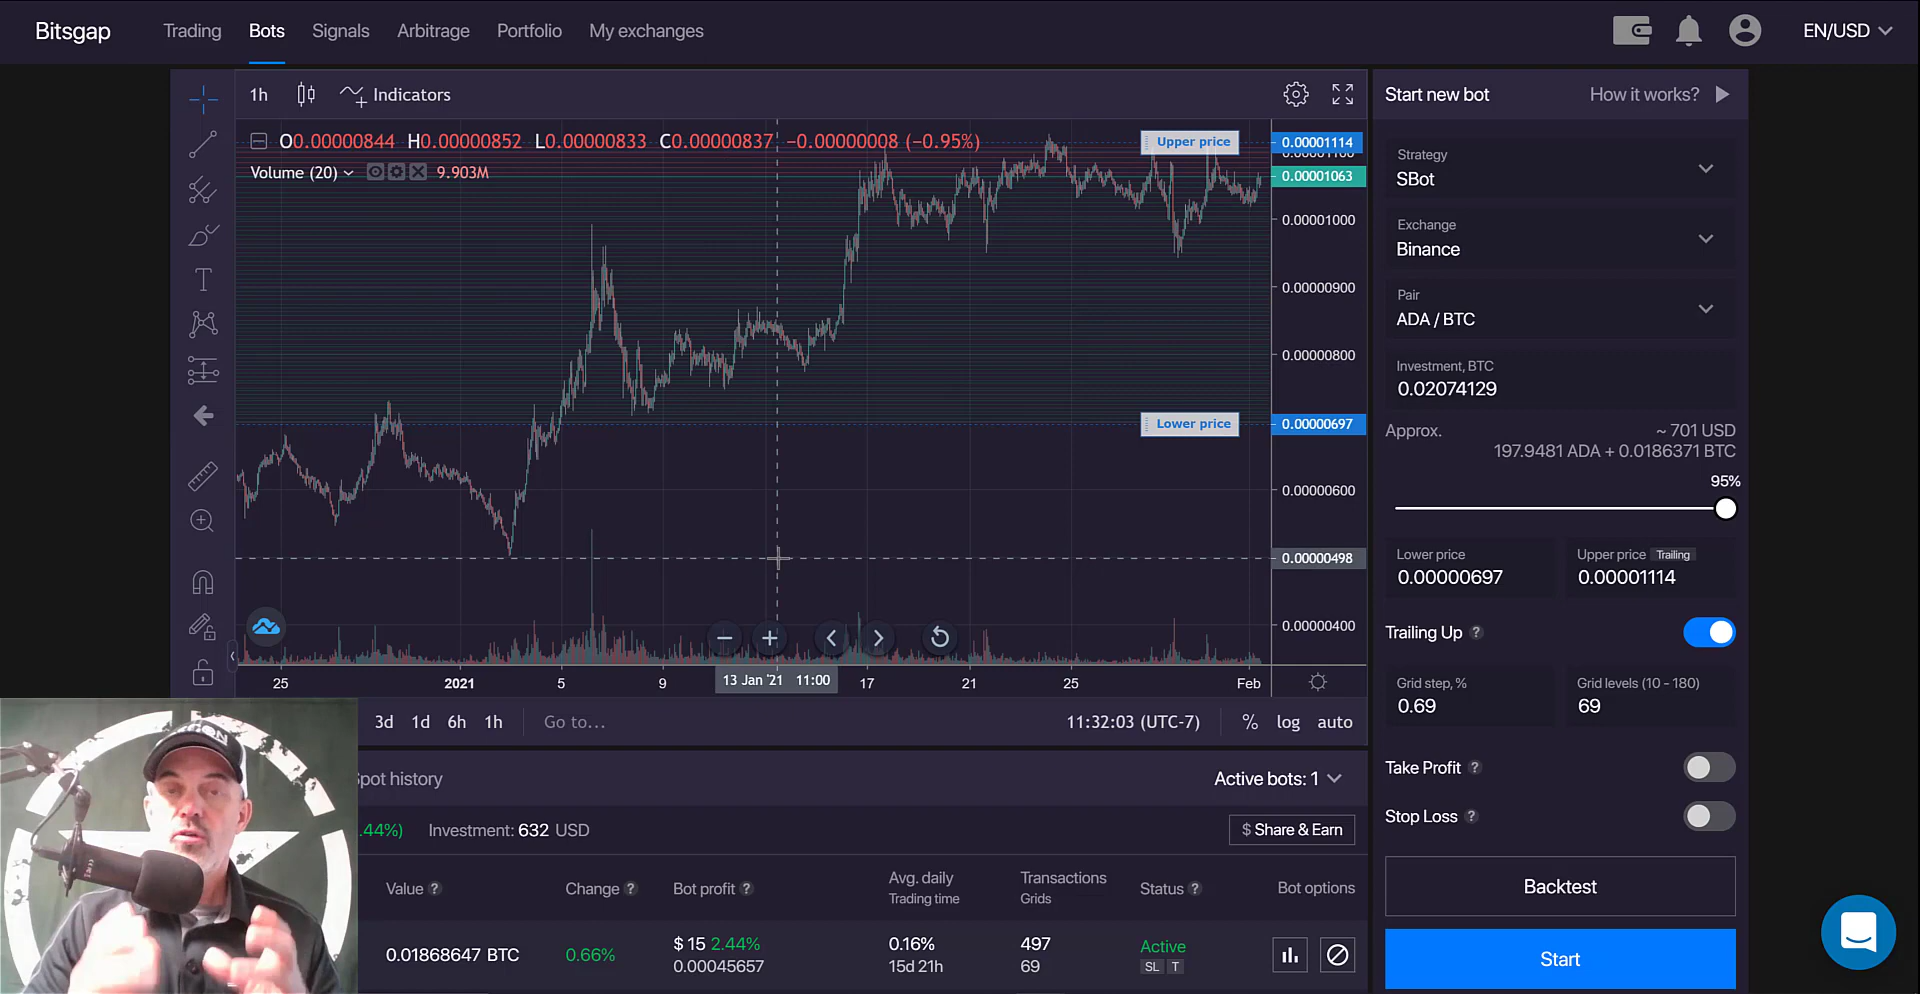 Bitsgap
Trading
Bots
Signals
Arbitrage
Portfolio
My exchanges
EN/USD
1h
Indicators
O0.00000844 H0.00000852 L0.00000833 C0.00000837 −0.00000008 (−0.95%)
Volume (20)
9.903M
Upper price
0.00001114
0.00001063
0.00001000
0.00000900
0.00000800
Lower price
0.00000697
0.00000600
0.00000498
0.00000400
25
2021
5
9
13 Jan '21 11:00
17
21
25
Feb
3d 1d 6h 1h
Go to...
11:32:03 (UTC-7)
% log auto
Spot history
Active bots: 1
.44%)
Investment: 632 USD
$ Share & Earn
Value ?
Change ?
Bot profit ?
Avg. daily
Trading time
Transactions
Grids
Status ?
Bot options
0.01868647 BTC
0.66%
$ 15 2.44%
0.00045657
0.16%
15d 21h
497
69
Active
SL T
Start new bot
How it works?
Strategy
SBot
Exchange
Binance
Pair
ADA / BTC
Investment, BTC
0.02074129
Approx.
~ 701 USD
197.9481 ADA + 0.0186371 BTC
95%
Lower price
0.00000697
Upper price Trailing
0.00001114
Trailing Up ?
Grid step, %
0.69
Grid levels (10 - 180)
69
Take Profit ?
Stop Loss ?
Backtest
Start